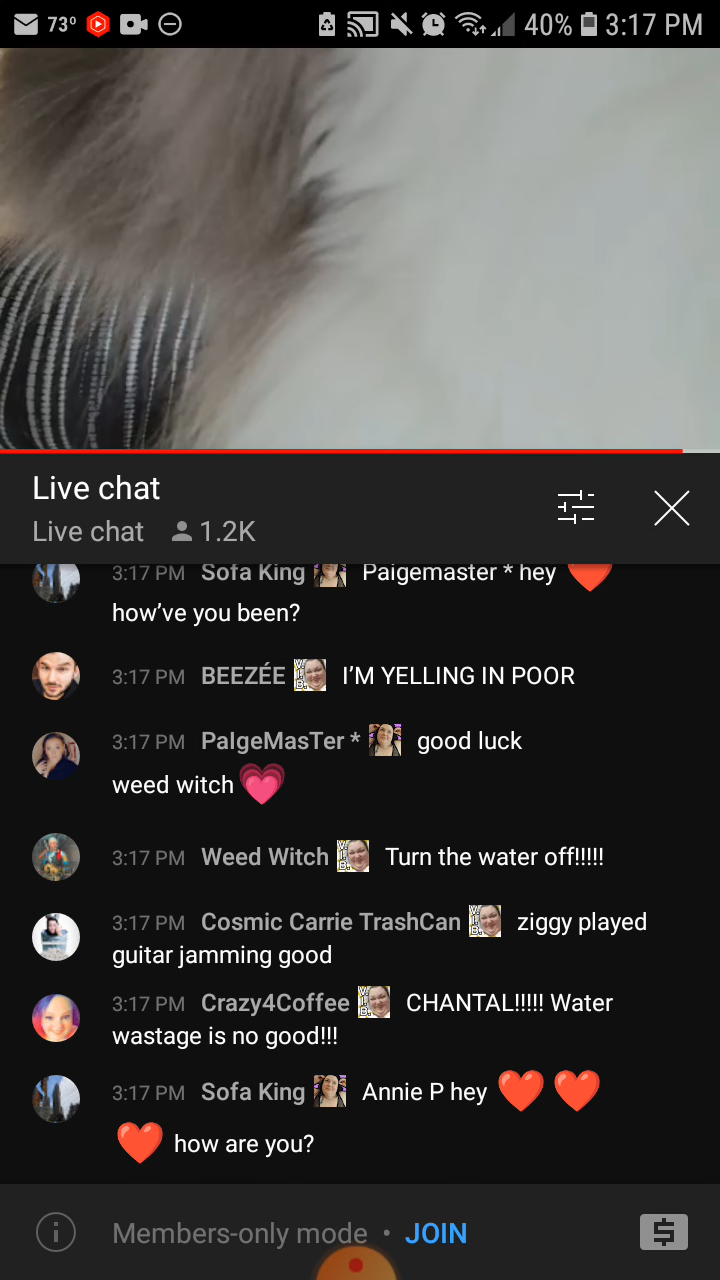 73°
40% 3:17 PM
Live chat
Live chat 1.2K
3:17 PM Sofa King Paigemaster * hey
how’ve you been?
3:17 PM BEEZÉE I’M YELLING IN POOR
3:17 PM PaIgeMasTer * good luck
weed witch
3:17 PM Weed Witch Turn the water off!!!!!
3:17 PM Cosmic Carrie TrashCan ziggy played
guitar jamming good
3:17 PM Crazy4Coffee CHANTAL!!!!! Water
wastage is no good!!!
3:17 PM Sofa King Annie P hey
how are you?
Members-only mode • JOIN